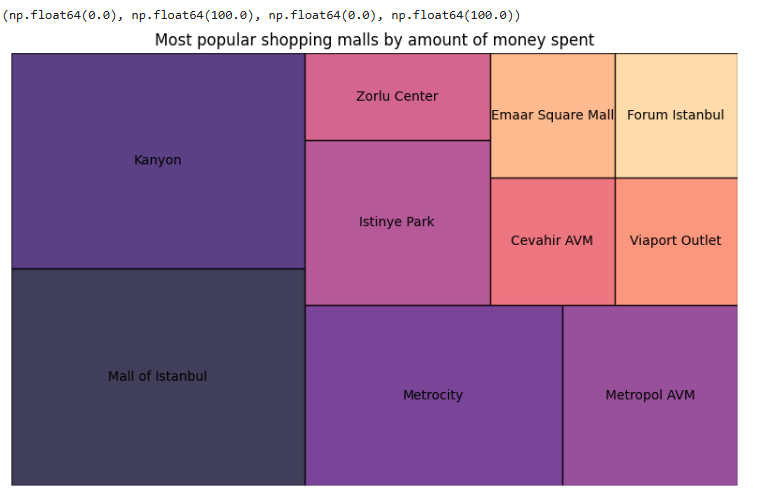 (np.float64(0.0), np.float64(100.0), np.float64(0.0), np.float64(100.0))
Most popular shopping malls by amount of money spent
Zorlu Center
Emaar Square Mall
Forum Istanbul
Kanyon
Istinye Park
Cevahir AVM
Viaport Outlet
Mall of Istanbul
Metrocity
Metropol AVM